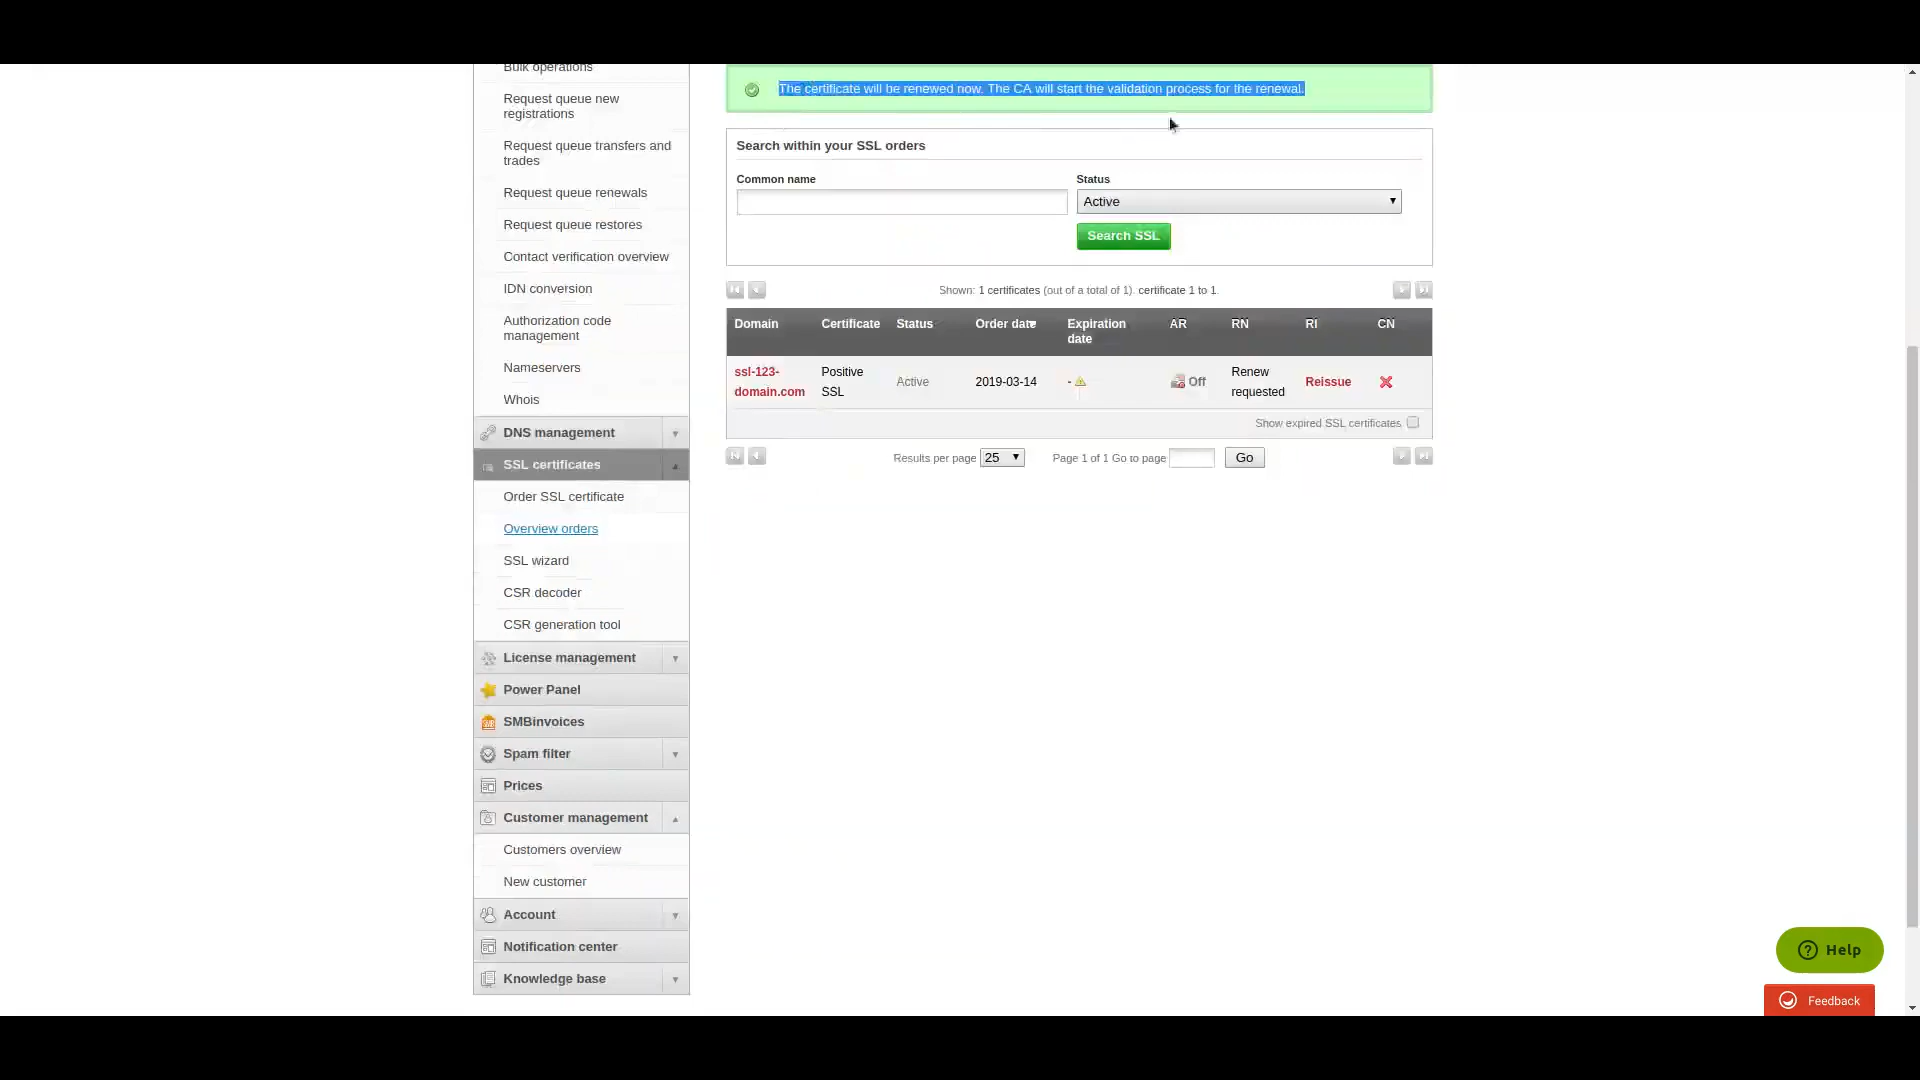 Bulk operations
Request queue new
registrations
Request queue transfers and
trades
Request queue renewals
Request queue restores
Contact verification overview
IDN conversion
Authorization code
management
Nameservers
Whois
DNS management
SSL certificates
Order SSL certificate
Overview orders
SSL wizard
CSR decoder
CSR generation tool
License management
Power Panel
SMBinvoices
Spam filter
Prices
Customer management
Customers overview
New customer
Account
Notification center
Knowledge base
The certificate will be renewed now. The CA will start the validation process for the renewal.
Search within your SSL orders
Common name Status
Active
Search SSL
Shown: 1 certificates (out of a total of 1). certificate 1 to 1.
Domain Certificate Status Order date Expiration date AR RN RI CN
ssl-123- Positive Renew
domain.com SSL Active 2019-03-14 - Off requested Reissue
Show expired SSL certificates
Results per page 25 Page 1 of 1 Go to page Go
Help
Feedback